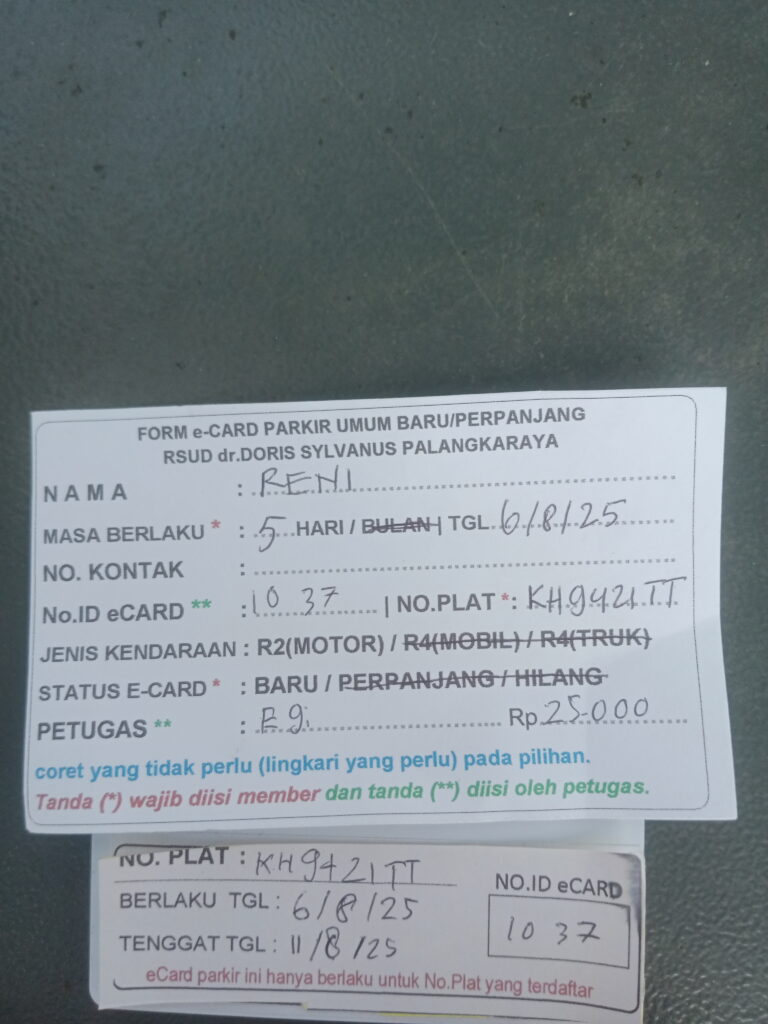 FORM e-CARD PARKIR UMUM BARU/PERPANJANG
RSUD dr.DORIS SYLVANUS PALANGKARAYA
NAMA : RENI
MASA BERLAKU * : 5 HARI / BULAN | TGL 6/8/25
NO. KONTAK :
No.ID eCARD ** : 10 37 | NO.PLAT *: KH9421TT
JENIS KENDARAAN : R2(MOTOR) / R4(MOBIL) / R4(TRUK)
STATUS E-CARD * : BARU / PERPANJANG / HILANG
PETUGAS ** : Egi Rp 25.000
coret yang tidak perlu (lingkari yang perlu) pada pilihan.
Tanda (*) wajib diisi member dan tanda (**) diisi oleh petugas.
NO. PLAT : KH9421TT
BERLAKU TGL : 6/8/25
TENGGAT TGL : 11/8/25
NO.ID eCARD
10 37
eCard parkir ini hanya berlaku untuk No.Plat yang terdaftar